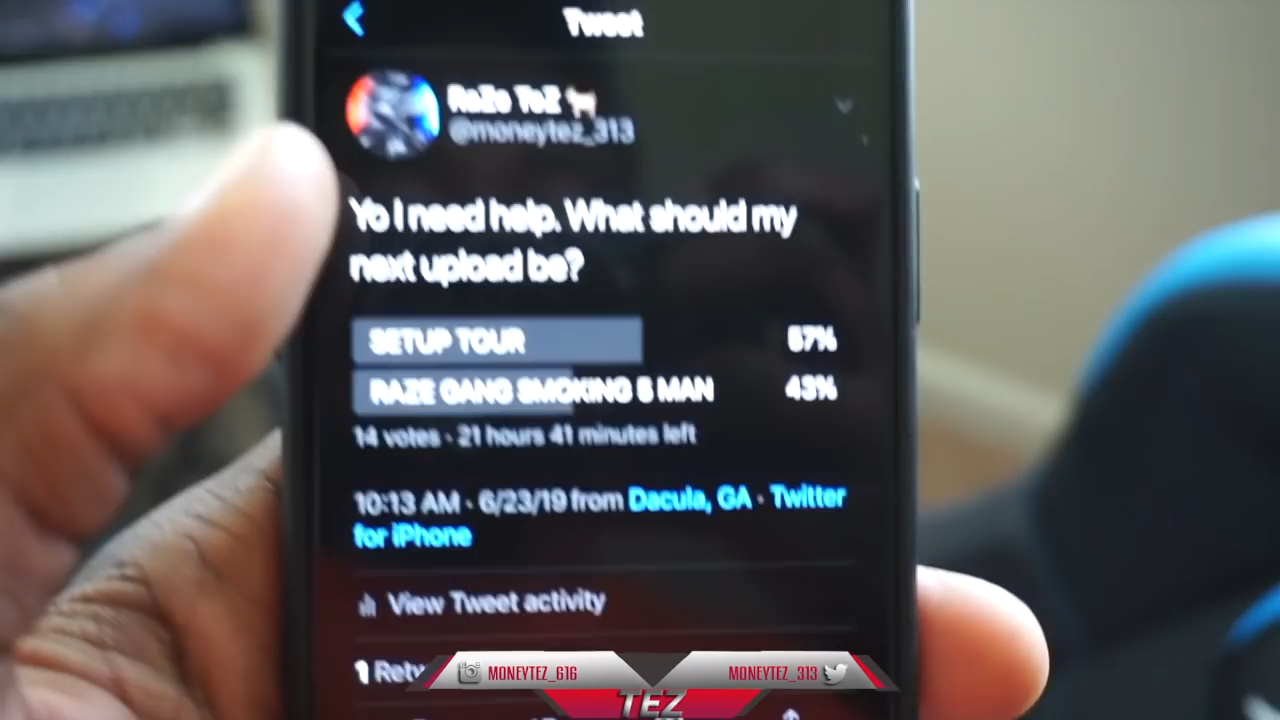 Tweet
RaZe TeZ
@moneytez_313
Yo I need help. What should my
next upload be?
SETUP TOUR 57%
RAZE GANG SMOKING 5 MAN 43%
14 votes · 21 hours 41 minutes left
10:13 AM · 6/23/19 from Dacula, GA · Twitter
for iPhone
View Tweet activity
1 Retw
MONEYTEZ_616 MONEYTEZ_313
TEZ